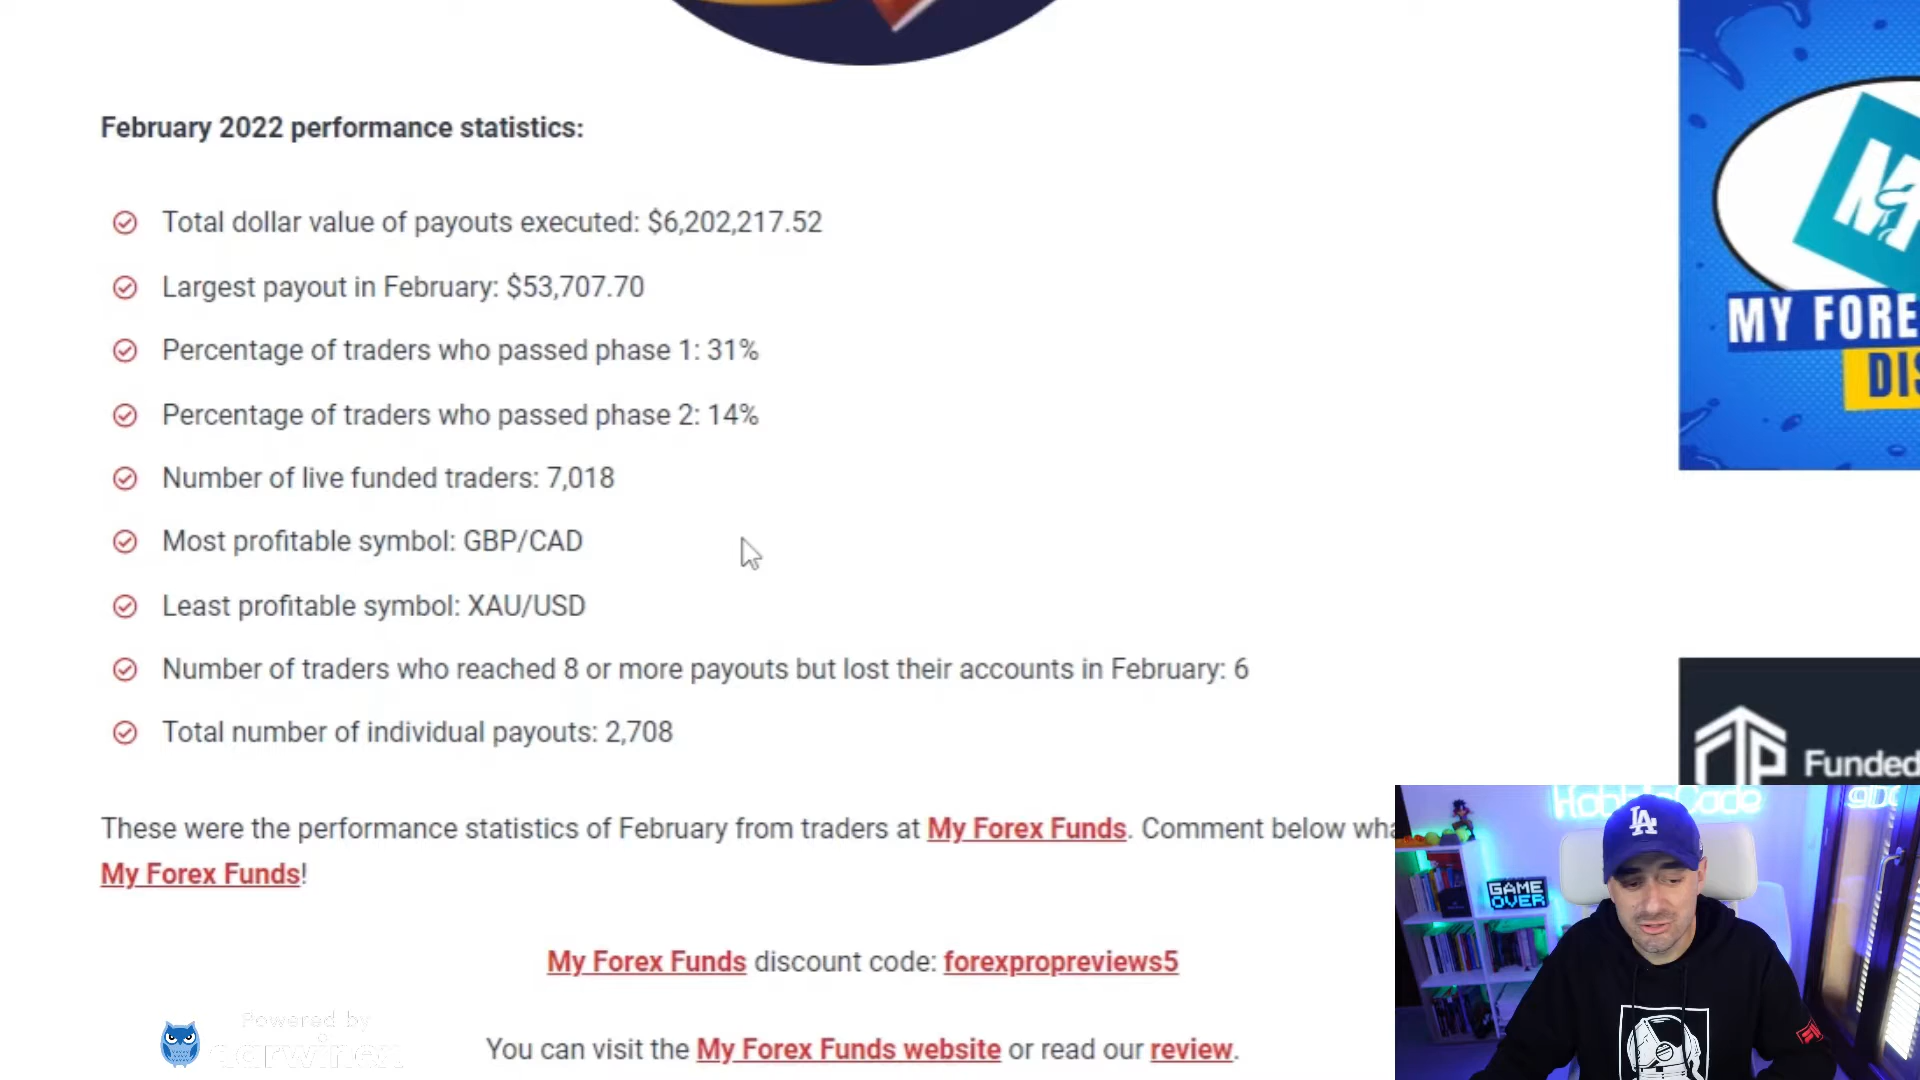 February 2022 performance statistics:
Total dollar value of payouts executed: $6,202,217.52
Largest payout in February: $53,707.70
Percentage of traders who passed phase 1: 31%
Percentage of traders who passed phase 2: 14%
Number of live funded traders: 7,018
Most profitable symbol: GBP/CAD
Least profitable symbol: XAU/USD
Number of traders who reached 8 or more payouts but lost their accounts in February: 6
Total number of individual payouts: 2,708
These were the performance statistics of February from traders at My Forex Funds. Comment below wha
My Forex Funds!
My Forex Funds discount code: forexpropreviews5
You can visit the My Forex Funds website or read our review.
MY FORE
DIS
Funded
GAME
OVER
LA
Powered by
darwinex